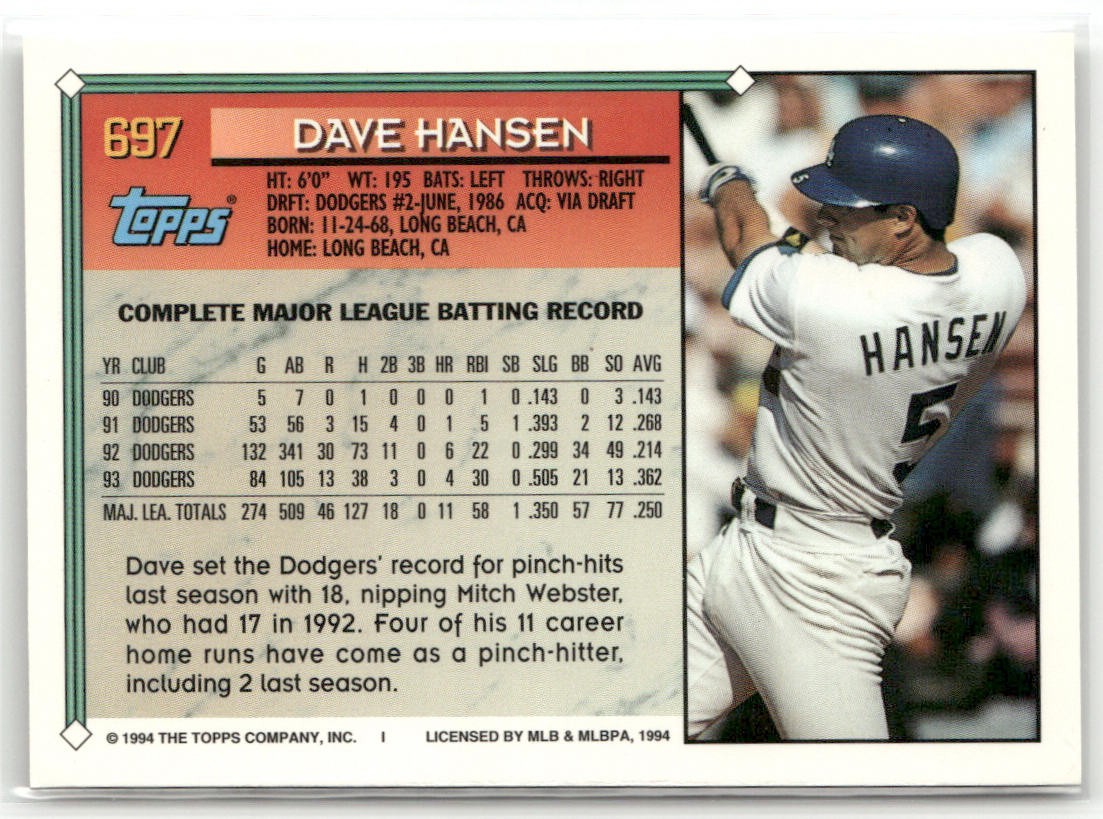 697
DAVE HANSEN
TOPPS®
HT: 6'0" WT: 195 BATS: LEFT THROWS: RIGHT
DRFT: DODGERS #2-JUNE, 1986 ACQ: VIA DRAFT
BORN: 11-24-68, LONG BEACH, CA
HOME: LONG BEACH, CA
COMPLETE MAJOR LEAGUE BATTING RECORD
YR CLUB G AB R H 2B 3B HR RBI SB SLG BB SO AVG
90 DODGERS 5 7 0 1 0 0 0 1 0 .143 0 3 .143
91 DODGERS 53 56 3 15 4 0 1 5 1 .393 2 12 .268
92 DODGERS 132 341 30 73 11 0 6 22 0 .299 34 49 .214
93 DODGERS 84 105 13 38 3 0 4 30 0 .505 21 13 .362
MAJ. LEA. TOTALS 274 509 46 127 18 0 11 58 1 .350 57 77 .250
Dave set the Dodgers' record for pinch-hits
last season with 18, nipping Mitch Webster,
who had 17 in 1992. Four of his 11 career
home runs have come as a pinch-hitter,
including 2 last season.
© 1994 THE TOPPS COMPANY, INC. I LICENSED BY MLB & MLBPA, 1994
5
HANSEN
5